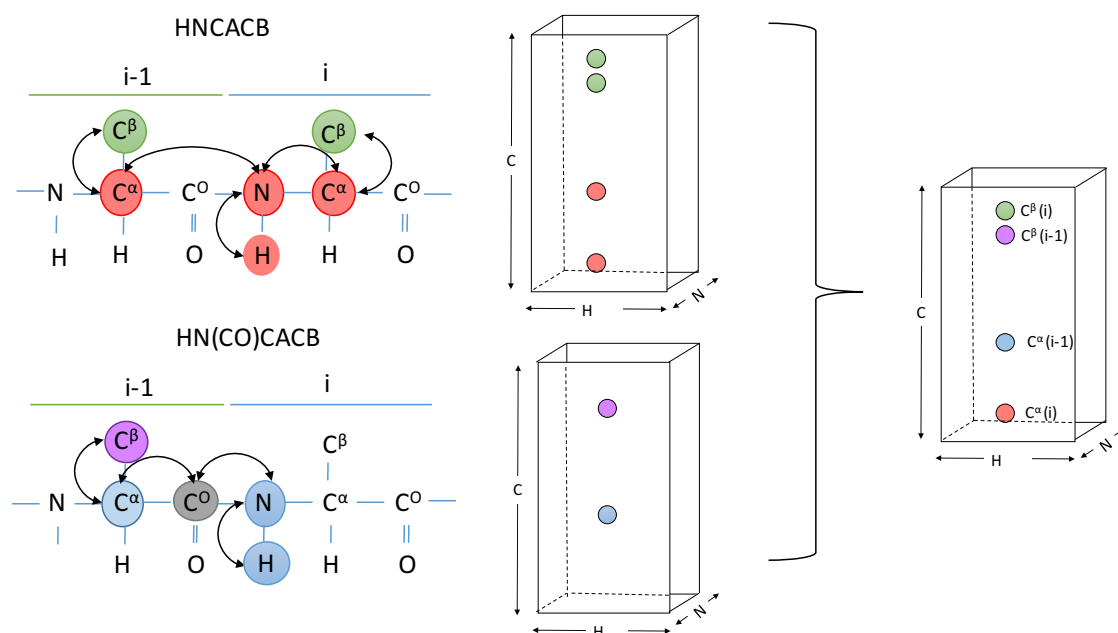 HNCACB
i-1 i
Cβ Cβ
N Cα Cᴼ N Cα Cᴼ
H H O H H O
C
H
N
HN(CO)CACB
i-1 i
Cβ Cβ
N Cα Cᴼ N Cα Cᴼ
H O H H O
C
H
N
Cβ(i)
Cβ(i-1)
Cα(i-1)
Cα(i)
C
H
N